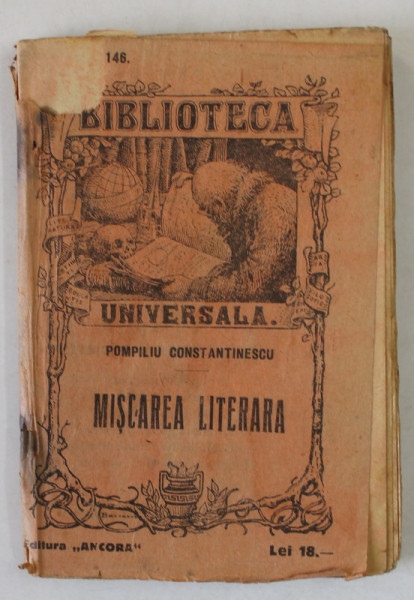 146.
BIBLIOTECA
UNIVERSALA.
POMPILIU CONSTANTINESCU
MIŞCAREA LITERARA
Editura „ANCORA“
Lei 18.—